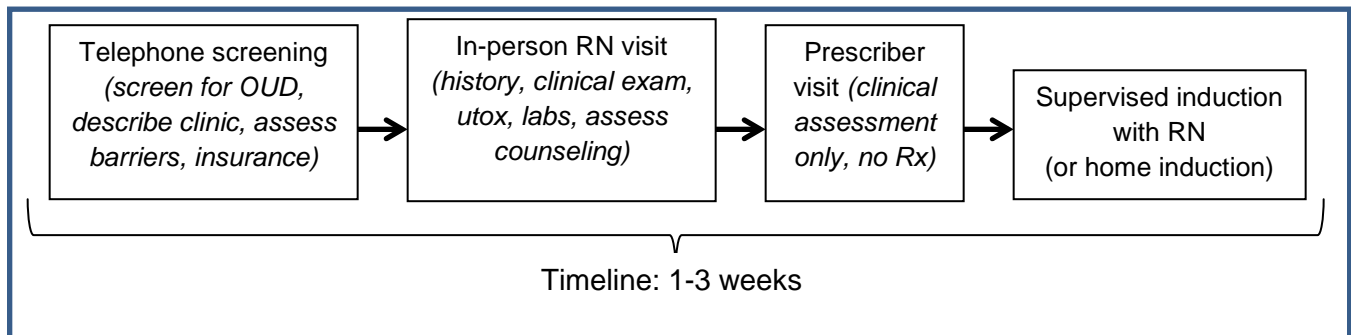 Telephone screening
(screen for OUD,
describe clinic, assess
barriers, insurance)
In-person RN visit
(history, clinical exam,
utox, labs, assess
counseling)
Prescriber
visit (clinical
assessment
only, no Rx)
Supervised induction
with RN
(or home induction)
Timeline: 1-3 weeks